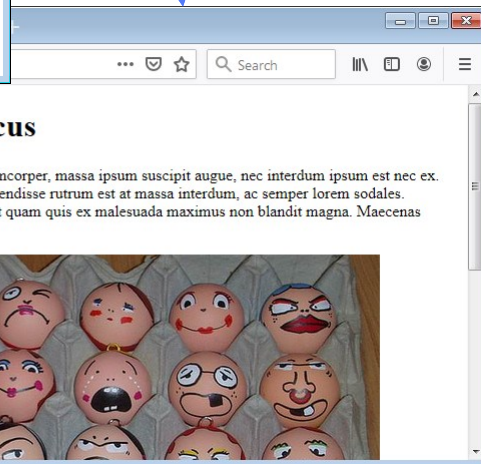 Search
cus
ncorper, massa ipsum suscipit augue, nec interdum ipsum est nec ex.
endisse rutrum est at massa interdum, ac semper lorem sodales.
t quam quis ex malesuada maximus non blandit magna. Maecenas